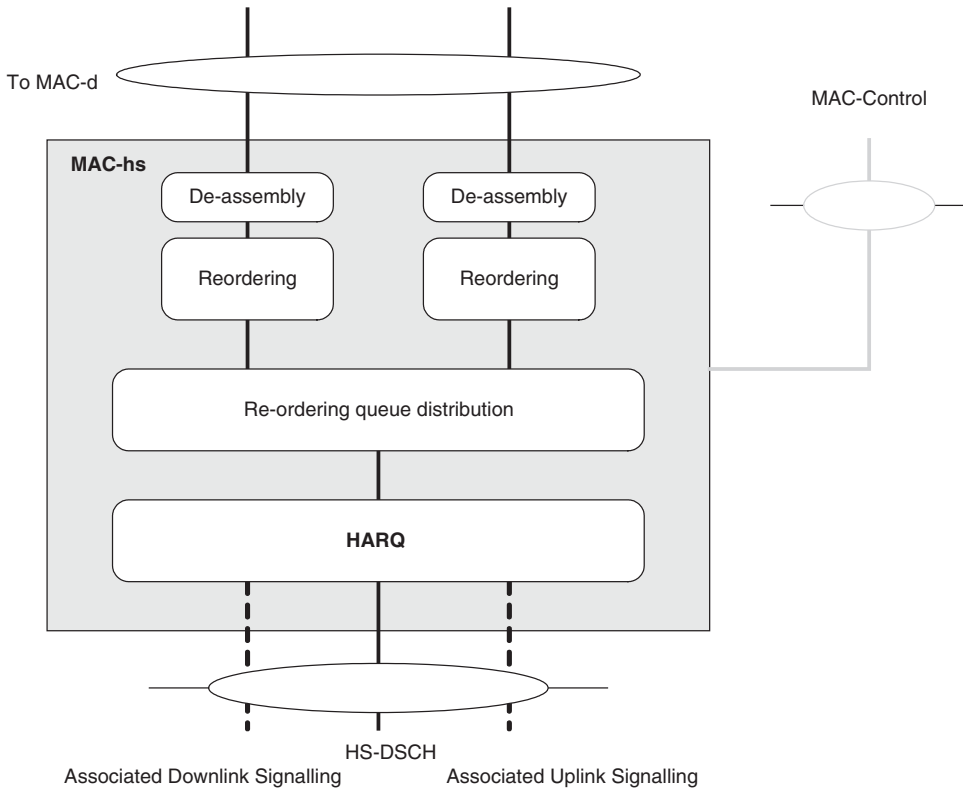 To MAC-d
MAC-Control
MAC-hs
De-assembly
De-assembly
Reordering
Reordering
Re-ordering queue distribution
HARQ
HS-DSCH
Associated Downlink Signalling
Associated Uplink Signalling